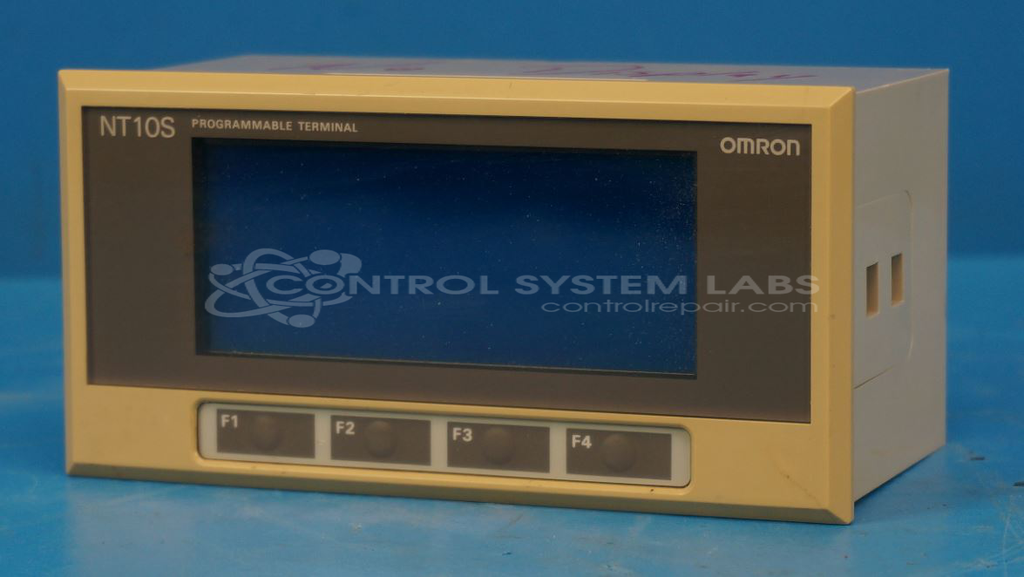 NT10S PROGRAMMABLE TERMINAL
OMRON
CONTROL SYSTEM LABS
controlrepair.com
F1 F2 F3 F4